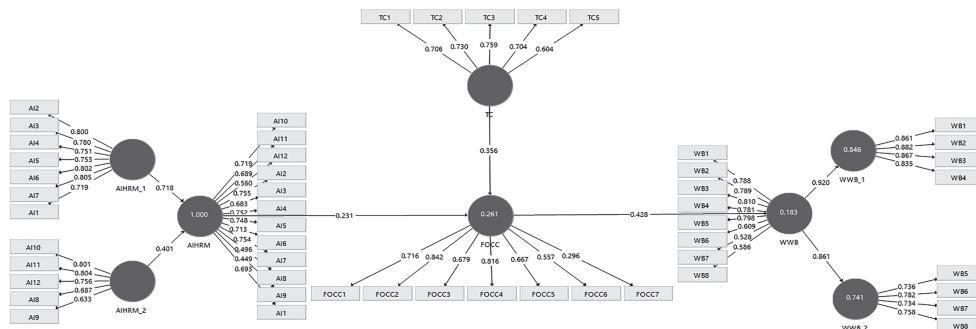 TC1
TC2
TC3
TC4
TC5
0.706
0.730
0.759
0.704
0.604
TC
0.356
AI2
AI3
AI4
AI5
AI6
AI7
AI1
0.800
0.780
0.751
0.753
0.802
0.805
0.719
AIHRM_1
0.718
AI10
AI11
AI12
AI8
AI9
0.801
0.804
0.756
0.687
0.633
AIHRM_2
0.401
1.000
AIHRM
0.719
0.689
0.560
0.755
0.683
0.752
0.748
0.713
0.754
0.496
0.449
0.693
AI10
AI11
AI12
AI2
AI3
AI4
AI5
AI6
AI7
AI8
AI9
AI1
0.231
0.261
FOCC
0.716
0.842
0.679
0.816
0.667
0.557
0.296
FOCC1
FOCC2
FOCC3
FOCC4
FOCC5
FOCC6
FOCC7
0.428
WB1
WB2
WB3
WB4
WB5
WB6
WB7
WB8
0.788
0.789
0.810
0.781
0.798
0.609
0.528
0.586
0.183
WWB
0.920
0.861
0.846
WWB_1
0.861
0.882
0.867
0.835
WB1
WB2
WB3
WB4
0.741
WWB_2
0.736
0.782
0.734
0.758
WB5
WB6
WB7
WB8